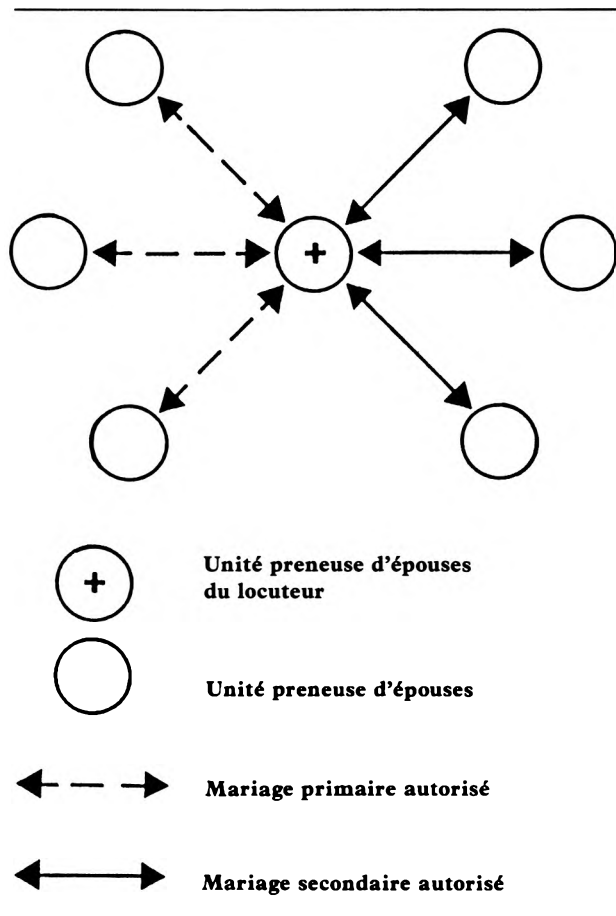 +
+
Unité preneuse d'épouses
du locuteur
Unité preneuse d'épouses
Mariage primaire autorisé
Mariage secondaire autorisé